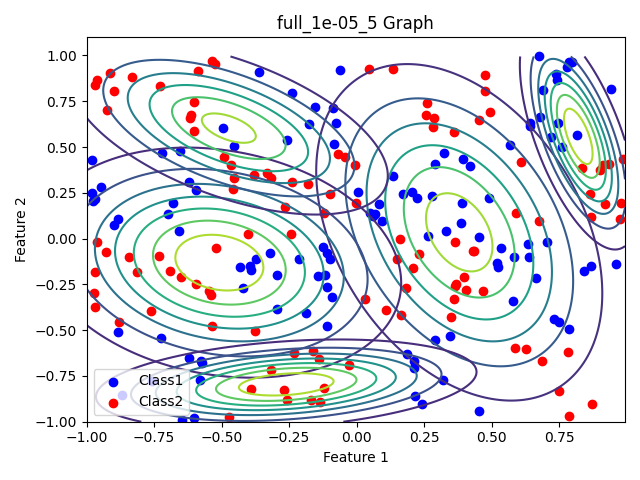 full_1e-05_5 Graph
1.00
0.75
0.50
0.25
0.00
−0.25
−0.50
−0.75
−1.00
Feature 2
Class1
Class2
−1.00 −0.75 −0.50 −0.25 0.00 0.25 0.50 0.75
Feature 1